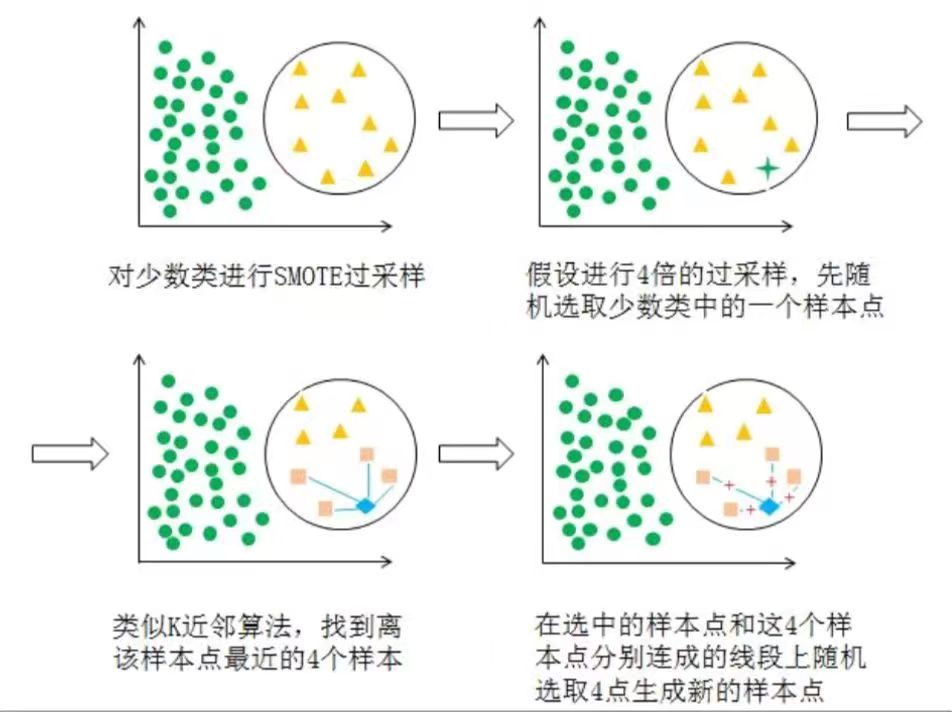 对少数类进行SMOTE过采样
假设进行4倍的过采样，先随
机选取少数类中的一个样本点
类似K近邻算法，找到离
该样本点最近的4个样本
在选中的样本点和这4个样
本点分别连成的线段上随机
选取4点生成新的样本点